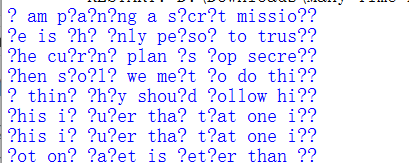 ? am p?a?n?ng a s?cr?t missio??
?e is ?h? ?nly pe?so? to trus??
?he cu?r?n? plan ?s ?op secre??
?hen s?o?l? we me?t ?o do thi??
? thin? ?h?y shou?d ?ollow hi??
?his i? ?u?er tha? t?at one i??
?his i? ?u?er tha? t?at one i??
?ot on? ?a?et is ?et?er than ??